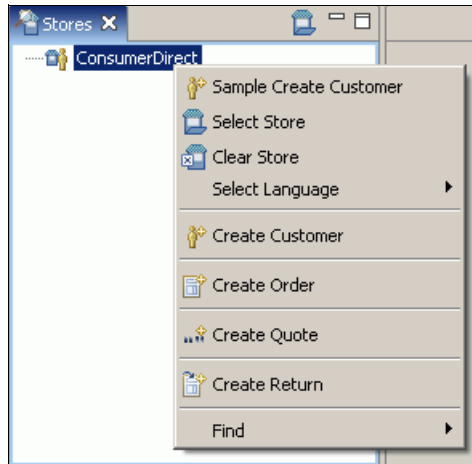 Stores
ConsumerDirect
Sample Create Customer
Select Store
Clear Store
Select Language
Create Customer
Create Order
Create Quote
Create Return
Find